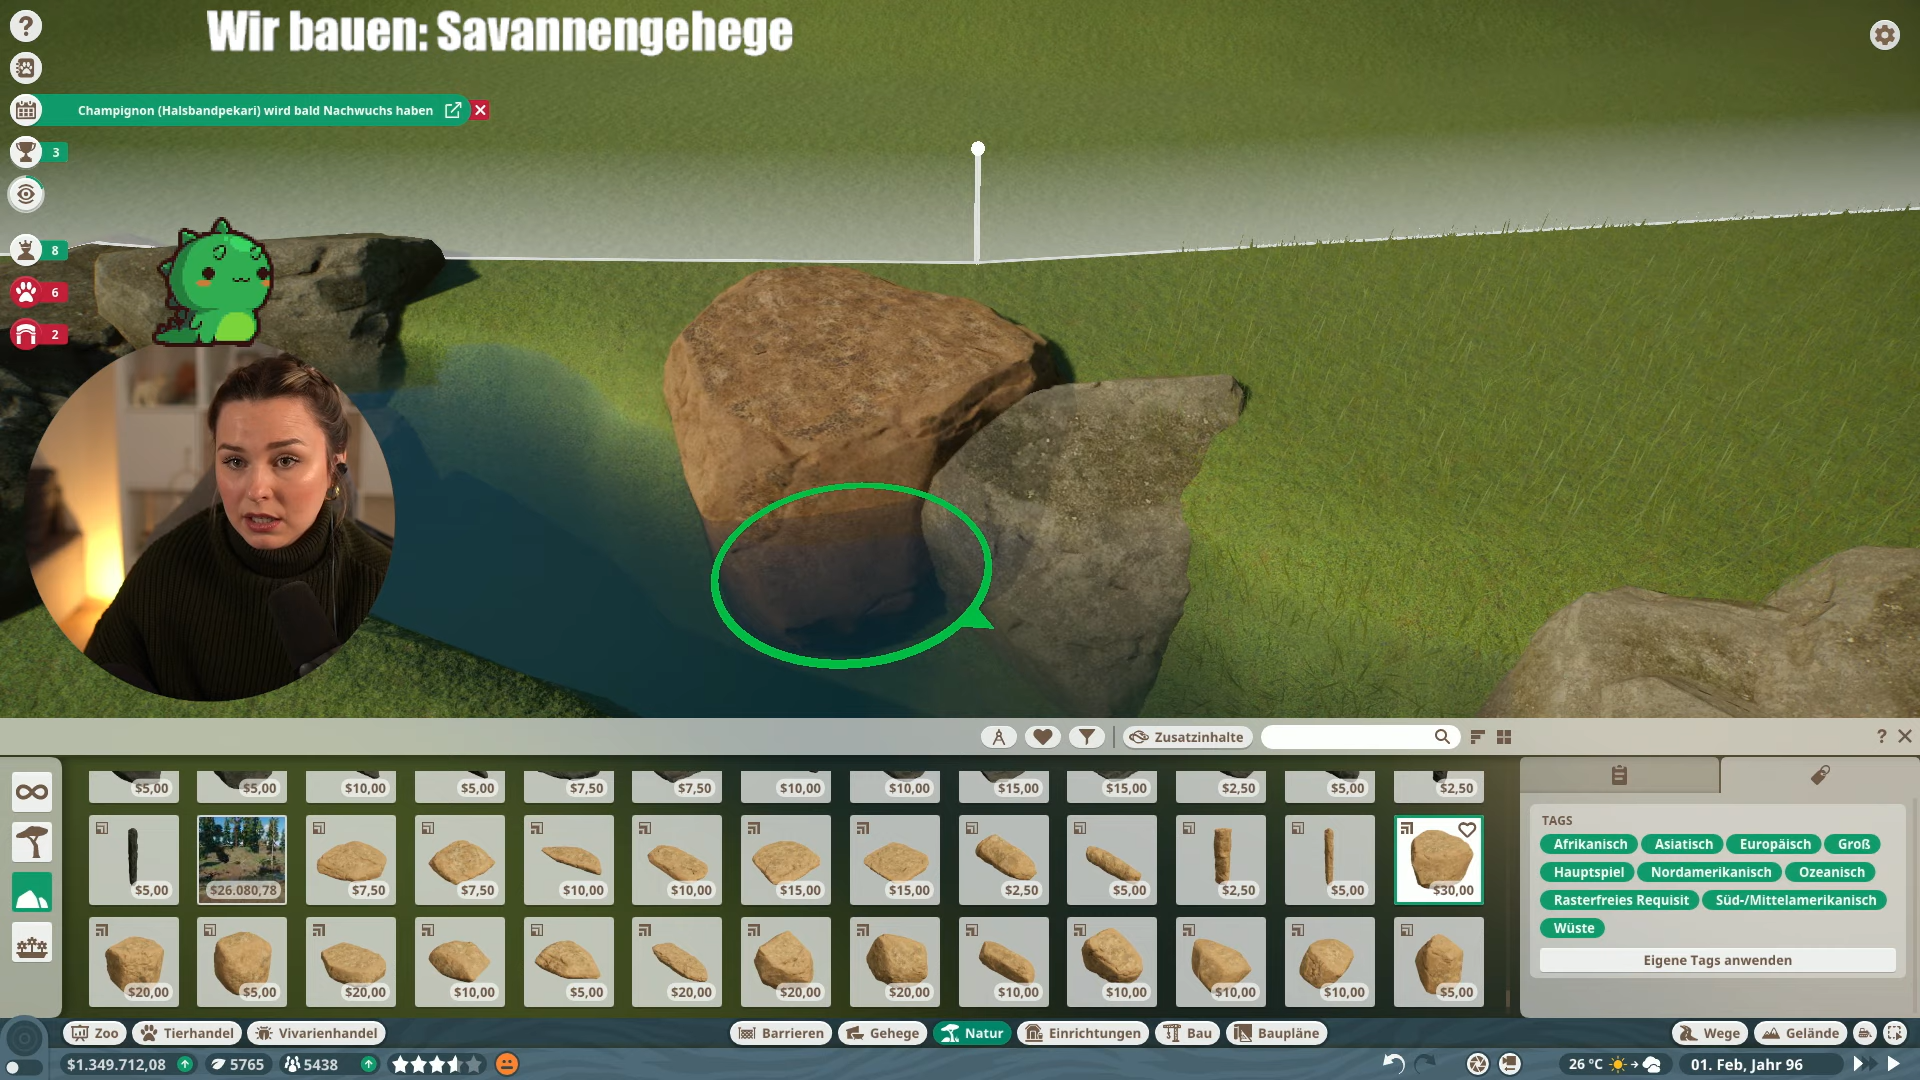 Wir bauen: Savannengehege
Champignon (Halsbandpekari) wird bald Nachwuchs haben
3
8
6
2
Zusatzinhalte
?
$5,00 $5,00 $10,00 $5,00 $7,50 $7,50 $10,00 $10,00 $15,00 $15,00 $2,50 $5,00 $2,50
$5,00 $26.080,78 $7,50 $7,50 $10,00 $10,00 $15,00 $15,00 $2,50 $5,00 $2,50 $5,00 $30,00
$20,00 $5,00 $20,00 $10,00 $5,00 $20,00 $20,00 $20,00 $10,00 $10,00 $10,00 $10,00 $5,00
TAGS
Afrikanisch Asiatisch Europäisch Groß
Hauptspiel Nordamerikanisch Ozeanisch
Rasterfreies Requisit Süd-/Mittelamerikanisch
Wüste
Eigene Tags anwenden
Zoo Tierhandel Vivarienhandel Barrieren Gehege Natur Einrichtungen Bau Baupläne Wege Gelände
$1.349.712,08 5765 5438 26 °C 01. Feb, Jahr 96